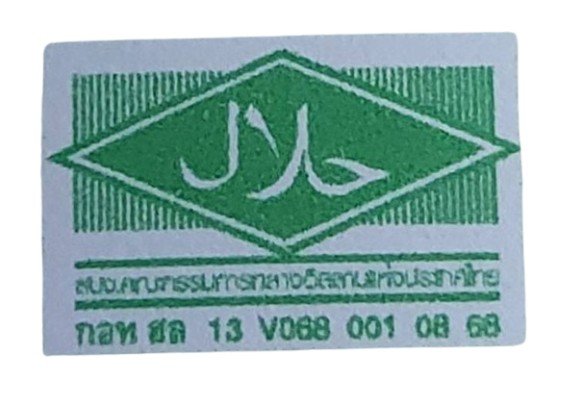 حلال
สนง.คณะกรรมการกลางอิสลามแห่งประเทศไทย
กอท ฮล 13 V068 001 08 68